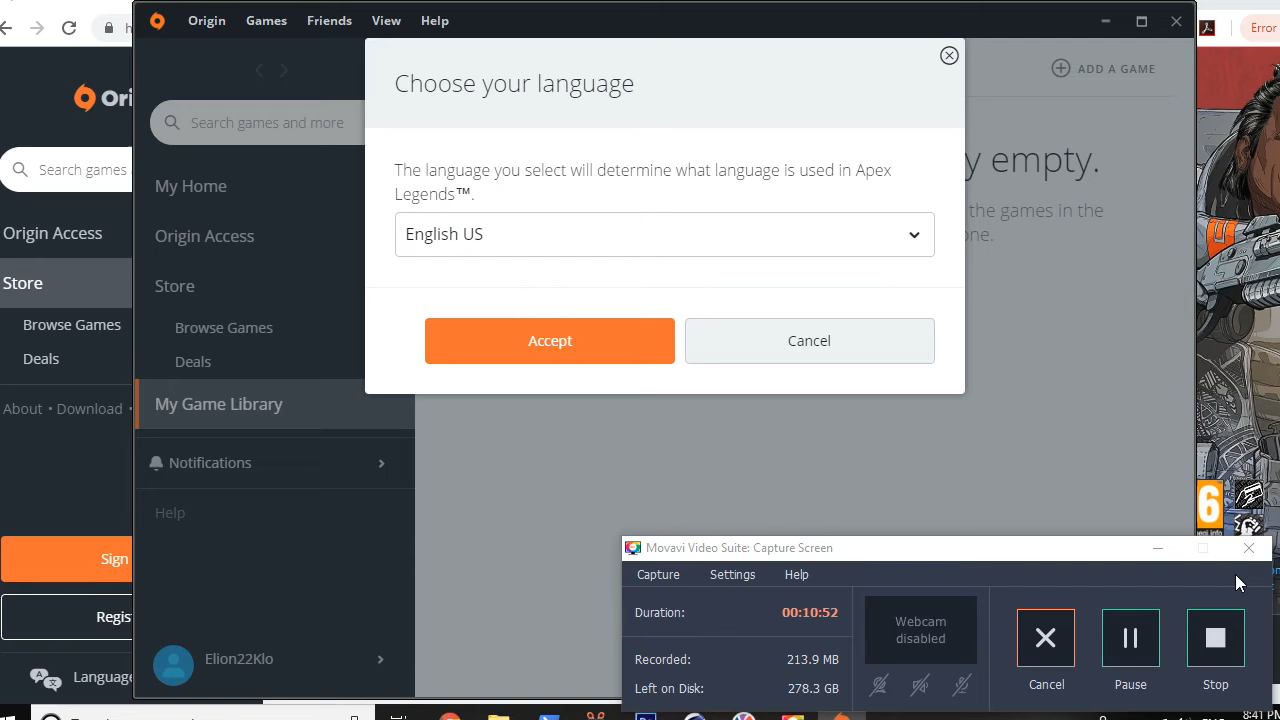 Origin Games Friends View Help
Error
Ori
Choose your language
ADD A GAME
Search games and more
Search games
y empty.
The language you select will determine what language is used in Apex
Legends™.
the games in the
one.
English US
My Home
Origin Access
Origin Access
Store
Store
Browse Games
Browse Games
Deals
Deals
Accept
Cancel
My Game Library
About • Download •
Notifications
Help
6
Movavi Video Suite: Capture Screen
Capture Settings Help
Sign
Duration: 00:10:52
Webcam
disabled
Regist
Recorded: 213.9 MB
Elion22Klo
Left on Disk: 278.3 GB
Cancel
Pause
Stop
Language
8:41 PM